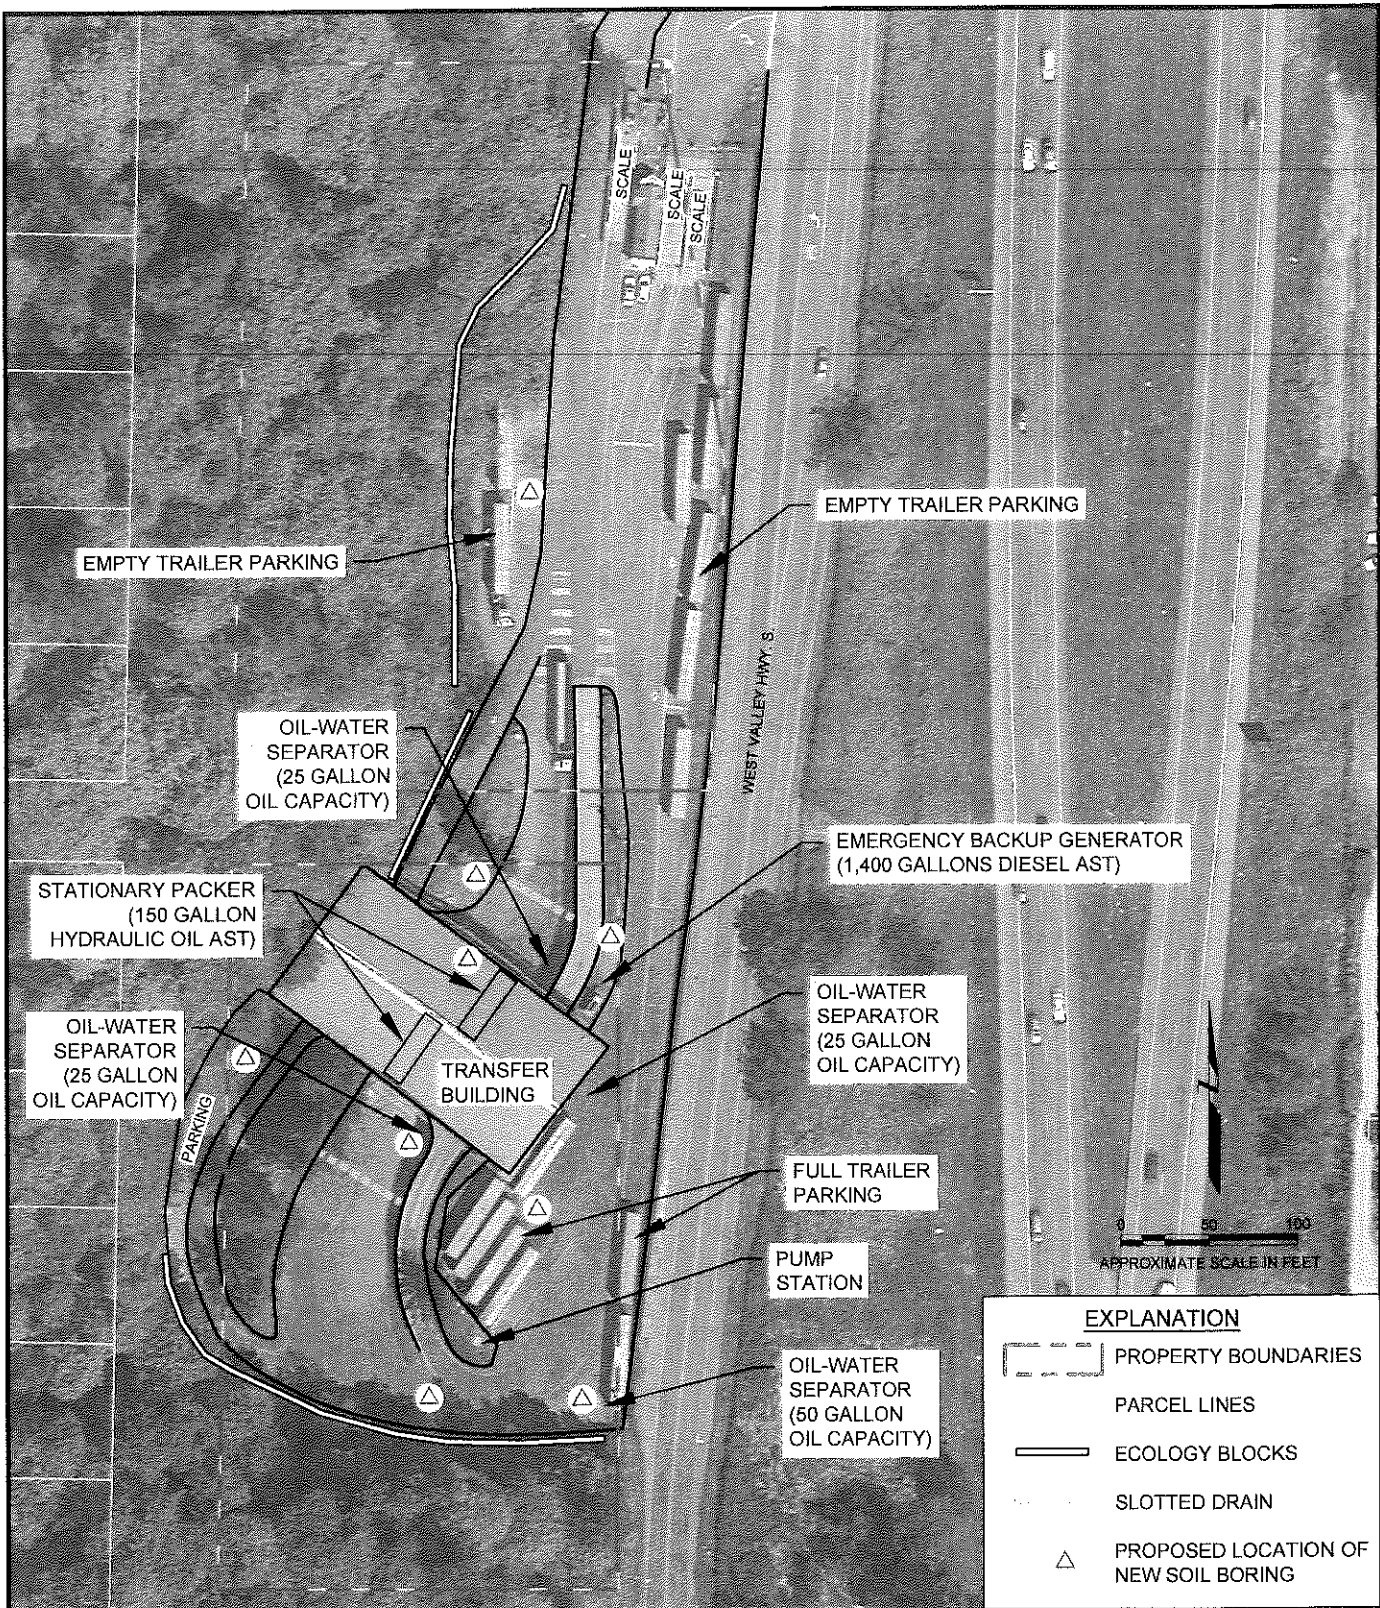 SCALE
SCALE
SCALE
EMPTY TRAILER PARKING
EMPTY TRAILER PARKING
WEST VALLEY HWY. S.
OIL-WATER
SEPARATOR
(25 GALLON
OIL CAPACITY)
EMERGENCY BACKUP GENERATOR
(1,400 GALLONS DIESEL AST)
STATIONARY PACKER
(150 GALLON
HYDRAULIC OIL AST)
OIL-WATER
SEPARATOR
(25 GALLON
OIL CAPACITY)
OIL-WATER
SEPARATOR
(25 GALLON
OIL CAPACITY)
TRANSFER
BUILDING
PARKING
FULL TRAILER
PARKING
PUMP
STATION
OIL-WATER
SEPARATOR
(50 GALLON
OIL CAPACITY)
0 50 100
APPROXIMATE SCALE IN FEET
EXPLANATION
PROPERTY BOUNDARIES
PARCEL LINES
ECOLOGY BLOCKS
SLOTTED DRAIN
PROPOSED LOCATION OF
NEW SOIL BORING